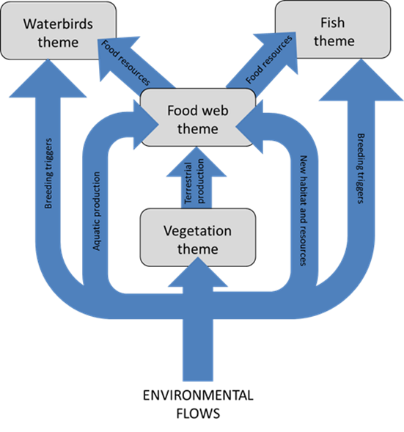 Waterbirds
theme
Fish
theme
Food resources
Food resources
Food web
theme
Breeding triggers
Aquatic production
Terrestrial
production
New habitat and resources
Breeding triggers
Vegetation
theme
ENVIRONMENTAL
FLOWS